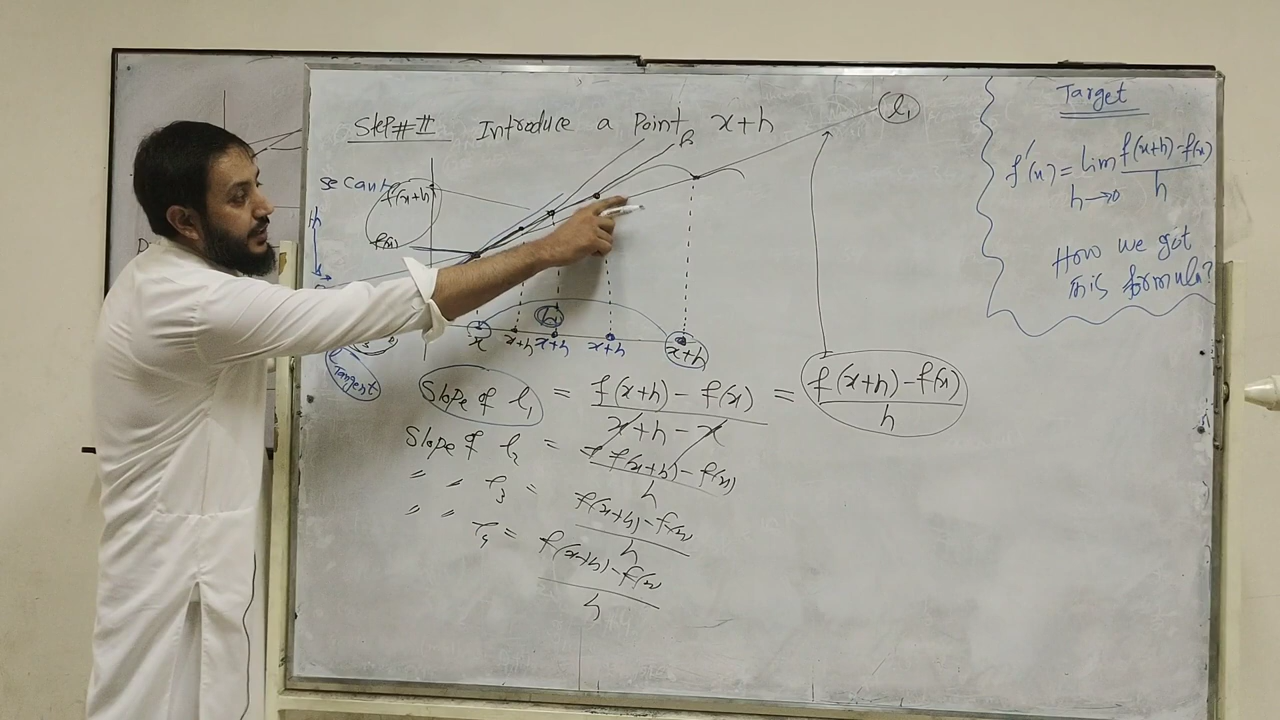 Step # II Introduce a Point x+h
l₁
Target
f'(x) = lim f(x+h) - f(x)
h→0 h
How we got
this formula?
secant
f(x+h)
f(x)
h
x x+h x+h x+h x+h
Tangent
Slope of l₁ = f(x+h) - f(x) = f(x+h) - f(x)
x+h - x h
Slope of l₂ = f(x+h) - f(x)
h
" " l₃ = f(x+h) - f(x)
h
" " l₄ = f(x+h) - f(x)
h